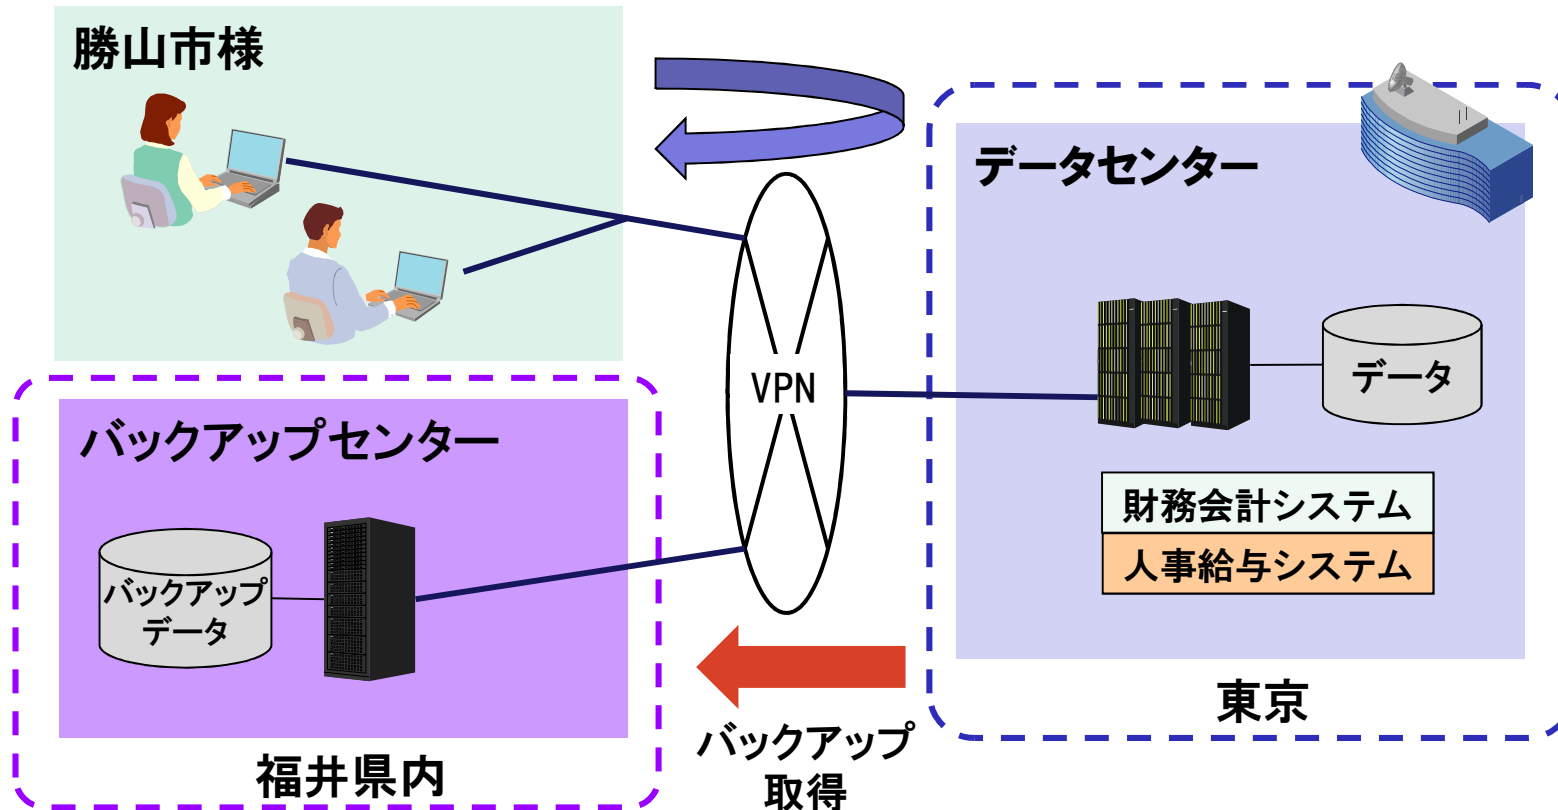 勝山市様
データセンター
VPN
データ
バックアップセンター
財務会計システム
人事給与システム
バックアップ
データ
東京
バックアップ
取得
福井県内